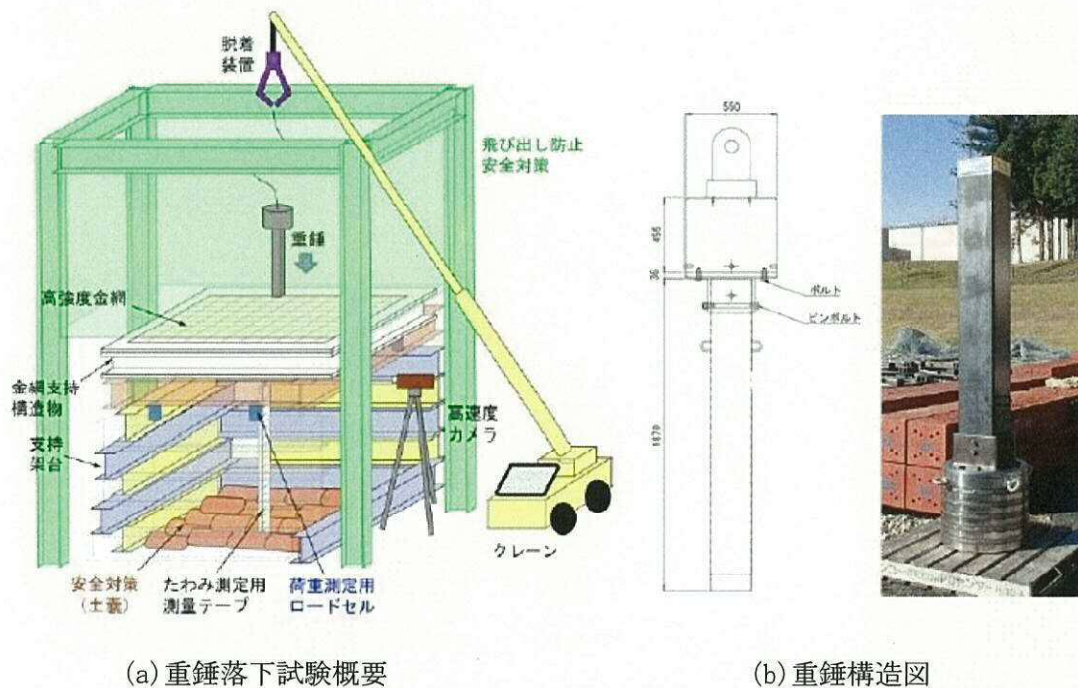 脱着
装置
飛び出し防止
安全対策
重錘
高強度金網
金網支持
構造物
支持
架台
高速度
カメラ
クレーン
安全対策
(土嚢)
たわみ測定用
測量テープ
荷重測定用
ロードセル
(a)重錘落下試験概要
550
455
36
ボルト
ピンボルト
1870
(b)重錘構造図